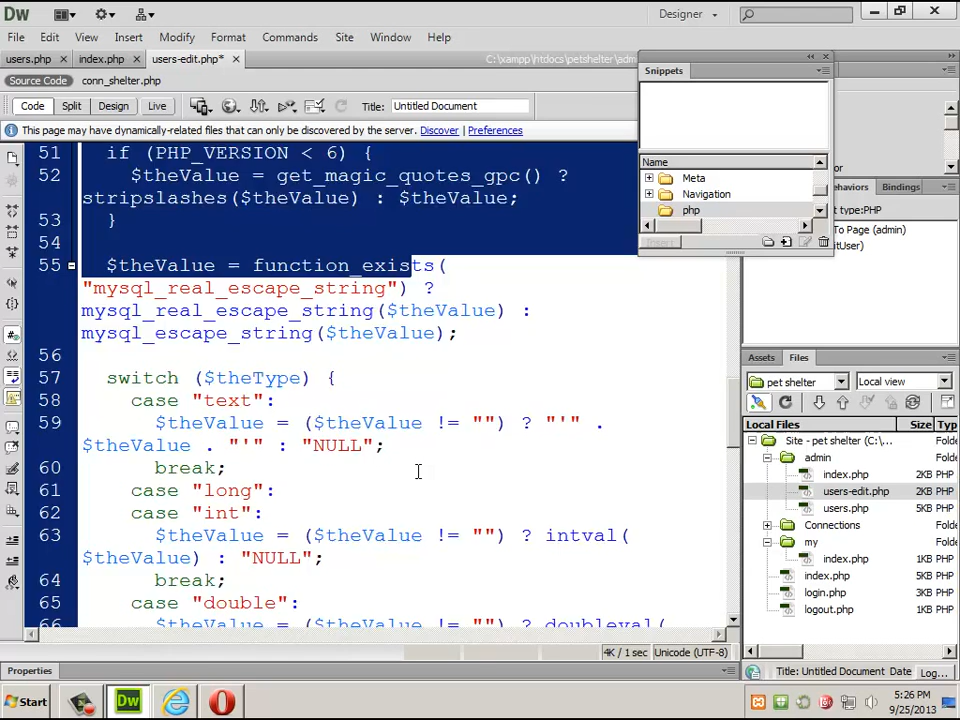 Dw
Designer
File Edit View Insert Modify Format Commands Site Window Help
users.php × index.php × users-edit.php* ×
C:\xampp\htdocs\petshelter\adm
Source Code conn_shelter.php
Code Split Design Live Title: Untitled Document
This page may have dynamically-related files that can only be discovered by the server. Discover | Preferences
51 if (PHP_VERSION < 6) {
52 $theValue = get_magic_quotes_gpc() ?
stripslashes($theValue) : $theValue;
53 }
54
55 $theValue = function_exists(
"mysql_real_escape_string") ?
mysql_real_escape_string($theValue) :
mysql_escape_string($theValue);
56
57 switch ($theType) {
58 case "text":
59 $theValue = ($theValue != "") ? "'" .
$theValue . "'" : "NULL";
60 break;
61 case "long":
62 case "int":
63 $theValue = ($theValue != "") ? intval(
$theValue) : "NULL";
64 break;
65 case "double":
66 $theValue = ($theValue != "") ? doubleval(
Snippets
Name
Meta
Navigation
php
Insert
ehaviors Bindings
t type:PHP
To Page (admin)
itUser)
Assets Files
pet shelter Local view
Local Files Size Typ
Site - pet shelter (C:\... Folde
admin Folde
index.php 2KB PHP
users-edit.php 2KB PHP
users.php 2KB PHP
Connections Folde
my Folde
index.php 1KB PHP
index.php 5KB PHP
login.php 3KB PHP
logout.php 1KB PHP
4K / 1 sec Unicode (UTF-8)
Properties
Title: Untitled Document Date Log...
Start Dw
5:26 PM
9/25/2013